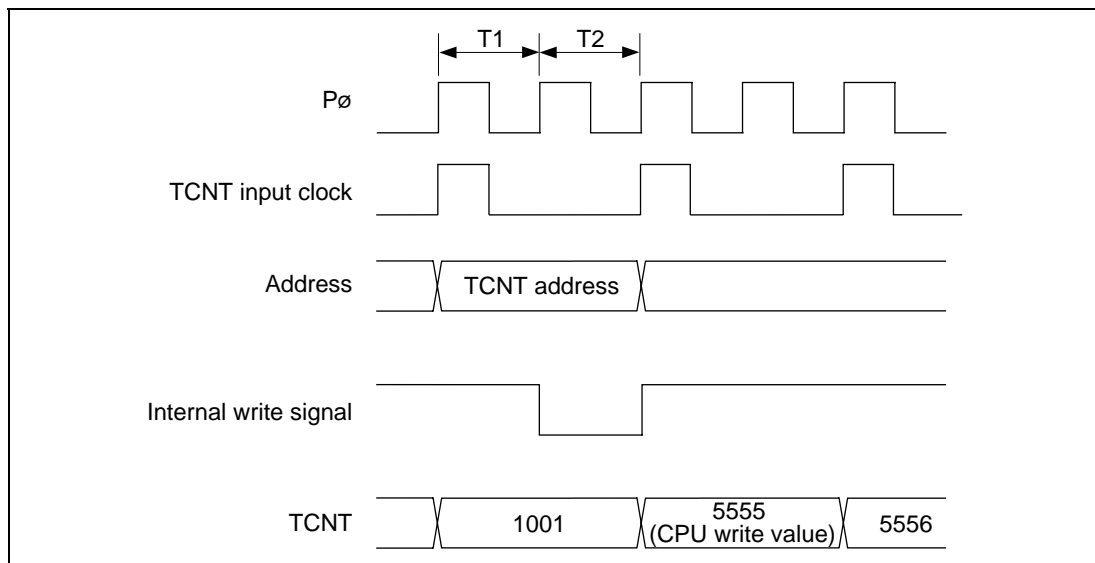 T1 T2
Pø
TCNT input clock
Address TCNT address
Internal write signal
TCNT 1001 5555 5556
(CPU write value)